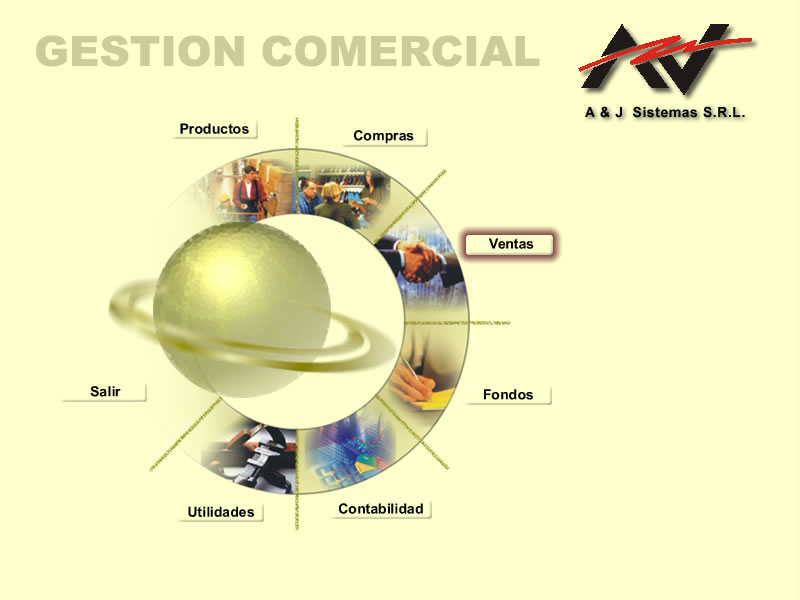 GESTION COMERCIAL
A & J Sistemas S.R.L.
Productos
Compras
Ventas
Salir
Fondos
Utilidades
Contabilidad